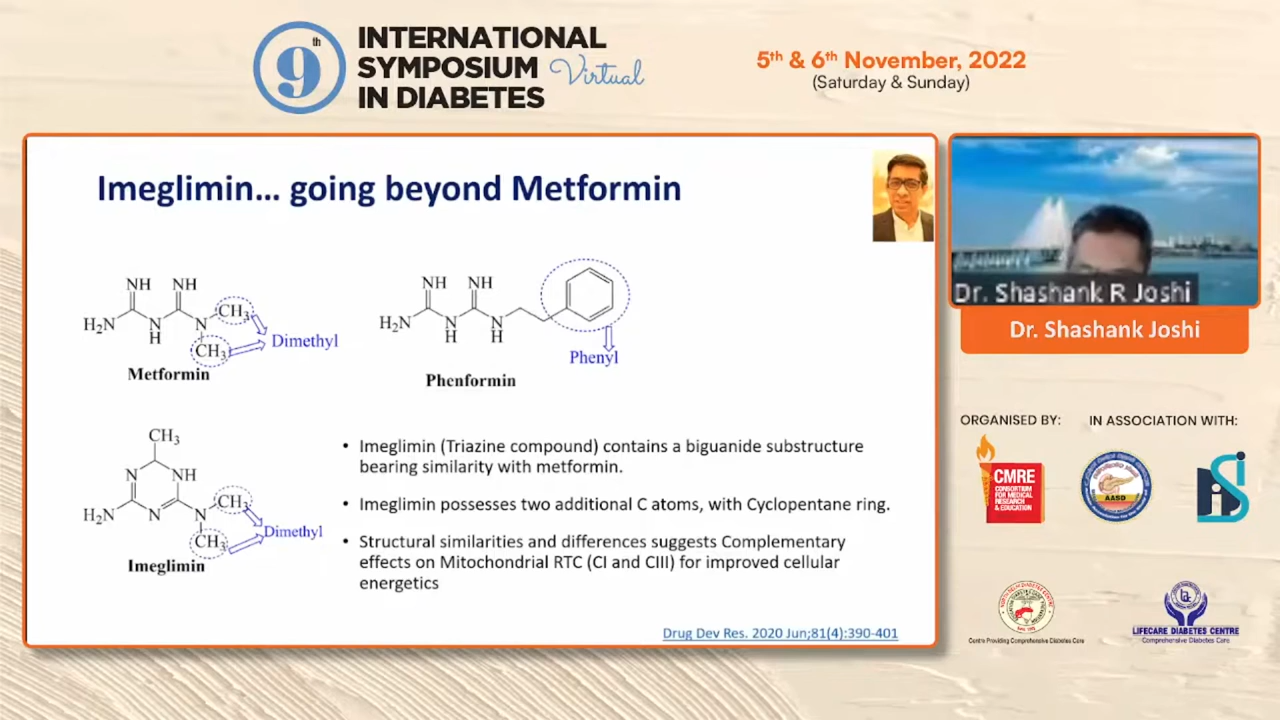 9th
INTERNATIONAL
SYMPOSIUM Virtual
IN DIABETES
5th & 6th November, 2022
(Saturday & Sunday)
Imeglimin... going beyond Metformin
NH NH
H2N N H N CH3
CH3
Dimethyl
Metformin
NH NH
H2N N H N H
Phenyl
Phenformin
CH3
N NH
H2N N N CH3
CH3
Dimethyl
Imeglimin
• Imeglimin (Triazine compound) contains a biguanide substructure
bearing similarity with metformin.
• Imeglimin possesses two additional C atoms, with Cyclopentane ring.
• Structural similarities and differences suggests Complementary
effects on Mitochondrial RTC (CI and CIII) for improved cellular
energetics
Drug Dev Res. 2020 Jun;81(4):390-401
Dr. Shashank R Joshi
Dr. Shashank Joshi
ORGANISED BY: IN ASSOCIATION WITH:
CMRE
CONSORTIUM
FOR MEDICAL
RESEARCH
& EDUCATION
AASD
Centre Providing Comprehensive Diabetes Care
LIFECARE DIABETES CENTRE
Comprehensive Diabetes Care